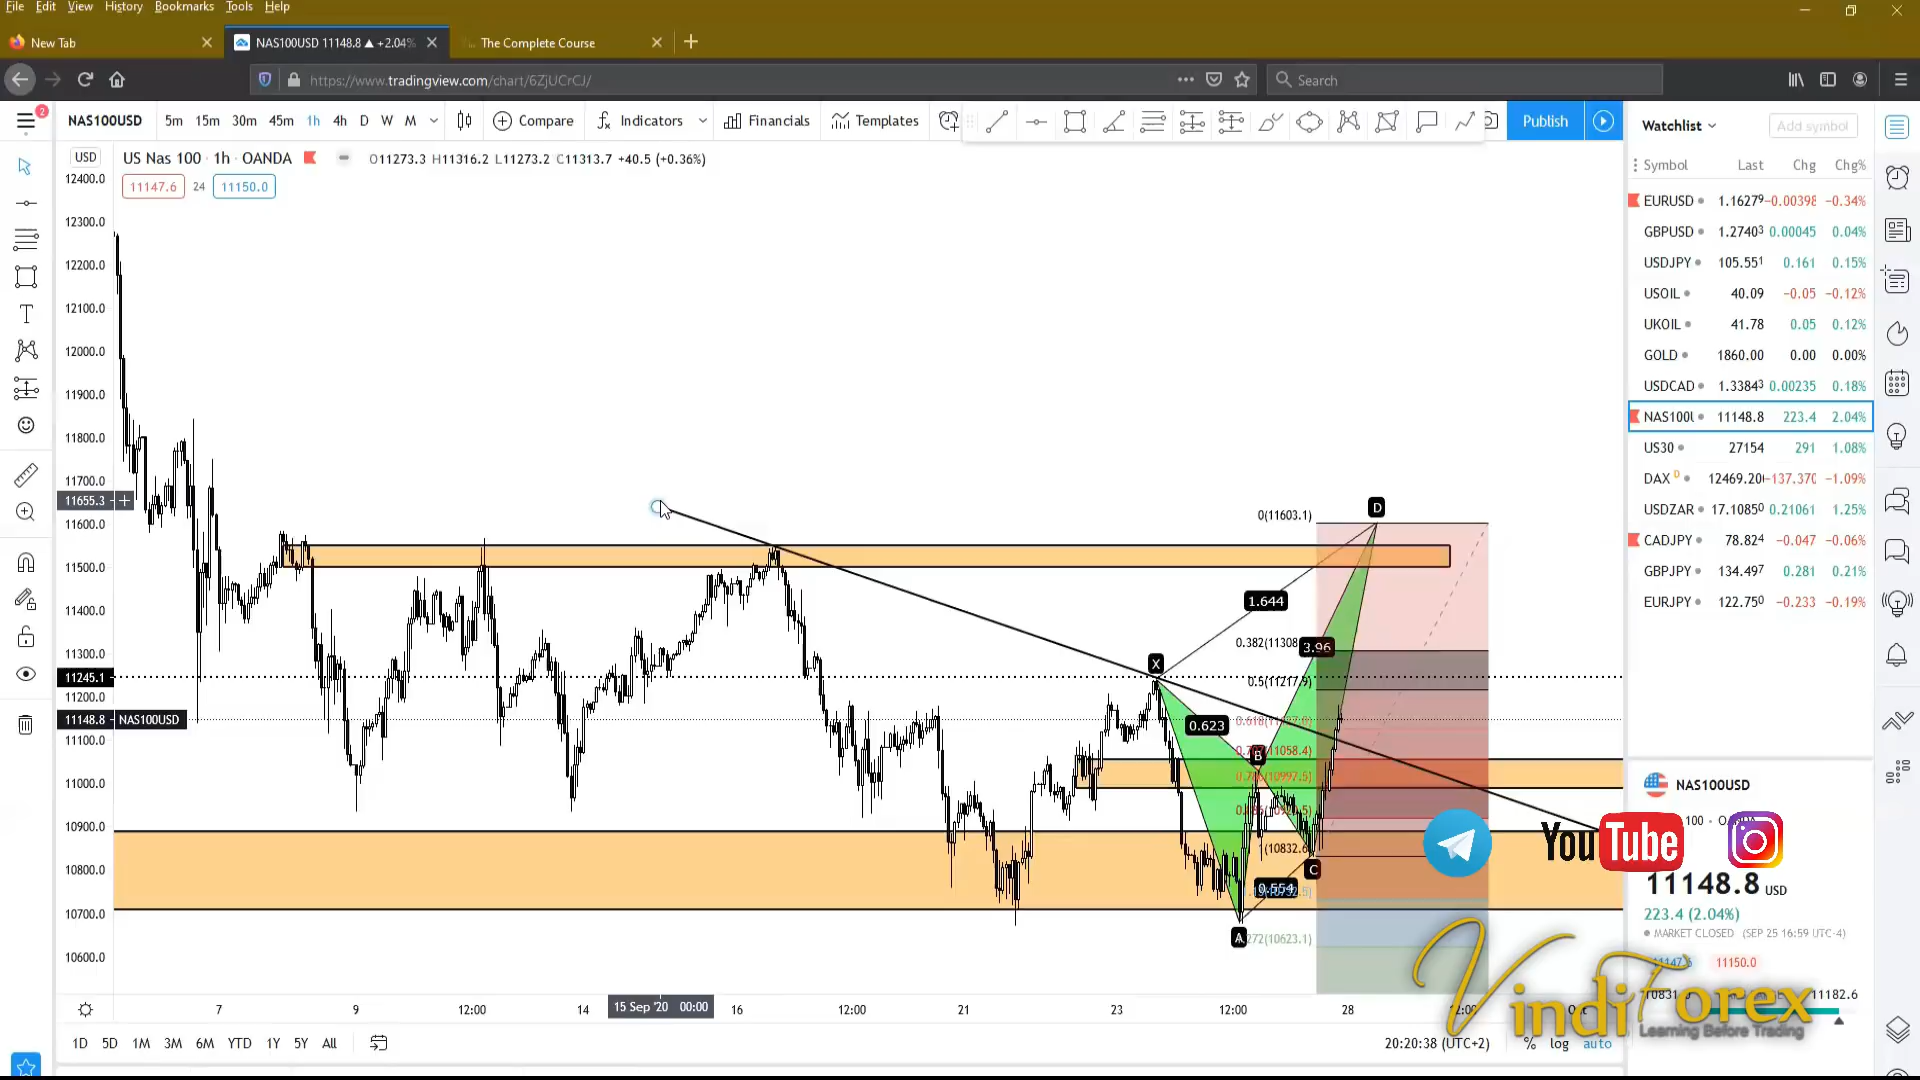 File Edit View History Bookmarks Tools Help
New Tab
NAS100USD 11148.8 ▲ +2.04%
The Complete Course
https://www.tradingview.com/chart/6ZjUCrCJ/
Search
2
NAS100USD 5m 15m 30m 45m 1h 4h D W M Compare Indicators Financials Templates Publish
Watchlist Add symbol
USD US Nas 100 · 1h · OANDA O11273.3 H11316.2 L11273.2 C11313.7 +40.5 (+0.36%)
11147.6 24 11150.0
Symbol Last Chg Chg%
EURUSD 1.16279 −0.00398 −0.34%
GBPUSD 1.27403 0.00045 0.04%
USDJPY 105.551 0.161 0.15%
USOIL 40.09 −0.05 −0.12%
UKOIL 41.78 0.05 0.12%
GOLD 1860.00 0.00 0.00%
USDCAD 1.33843 0.00235 0.18%
NAS100U 11148.8 223.4 2.04%
US30 27154 291 1.08%
DAX D 12469.20 −137.370 −1.09%
USDZAR 17.10850 0.21061 1.25%
CADJPY 78.824 −0.047 −0.06%
GBPJPY 134.497 0.281 0.21%
EURJPY 122.750 −0.233 −0.19%
12400.0
12300.0
12200.0
12100.0
12000.0
11900.0
11800.0
11700.0
11655.3
11600.0
11500.0
11400.0
11300.0
11245.1
11200.0
11148.8 NAS100USD
11100.0
11000.0
10900.0
10800.0
10700.0
10600.0
D
0(11603.1)
1.644
0.382(11308
3.96
X
0.5(11217.9)
0.623
B
C
0.554
A
NAS100USD
100
You Tube
11148.8 USD
223.4 (2.04%)
MARKET CLOSED (SEP 25 16:59 UTC-4)
11147.6 11150.0
11182.6
VindiForex
Learning Before Trading
7 9 12:00 14 15 Sep '20 00:00 16 12:00 21 23 12:00 28
1D 5D 1M 3M 6M YTD 1Y 5Y All
20:20:38 (UTC+2) % log auto